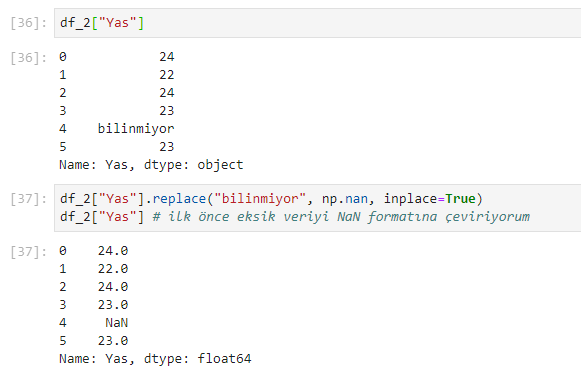 [36]: df_2["Yas"]
[36]: 0 24
1 22
2 24
3 23
4 bilinmiyor
5 23
Name: Yas, dtype: object
[37]: df_2["Yas"].replace("bilinmiyor", np.nan, inplace=True)
df_2["Yas"] # ilk önce eksik veriyi NaN formatına çeviriyorum
[37]: 0 24.0
1 22.0
2 24.0
3 23.0
4 NaN
5 23.0
Name: Yas, dtype: float64